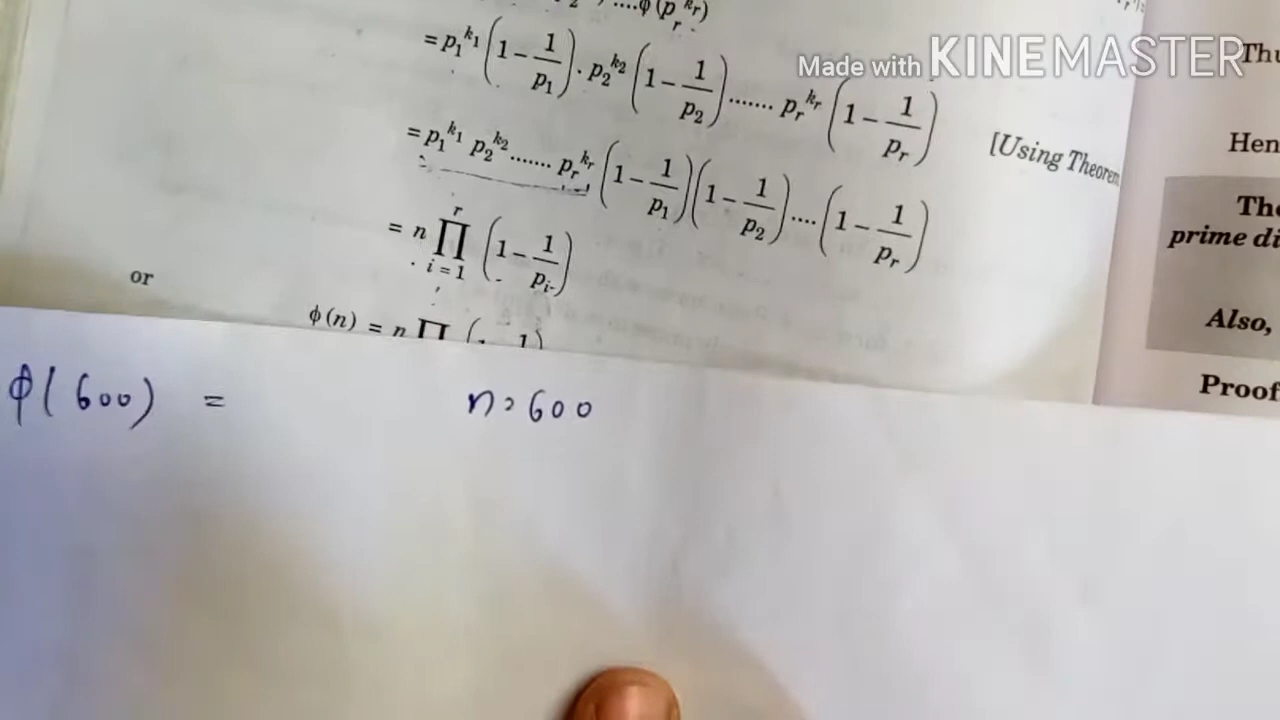 ....φ(p_r^{k_r})
= p_1^{k_1} (1 - 1/p_1) . p_2^{k_2} (1 - 1/p_2) ....... p_r^{k_r} (1 - 1/p_r)
Made with KINEMASTER
[Using Theorem
= p_1^{k_1} p_2^{k_2} ....... p_r^{k_r} (1 - 1/p_1)(1 - 1/p_2) .... (1 - 1/p_r)
= n ∏_{i=1}^{r} (1 - 1/p_i)
or
φ(n) = n ∏ ( 1
φ(600) = n=600
Thu
Hen
The
prime di
Also,
Proof